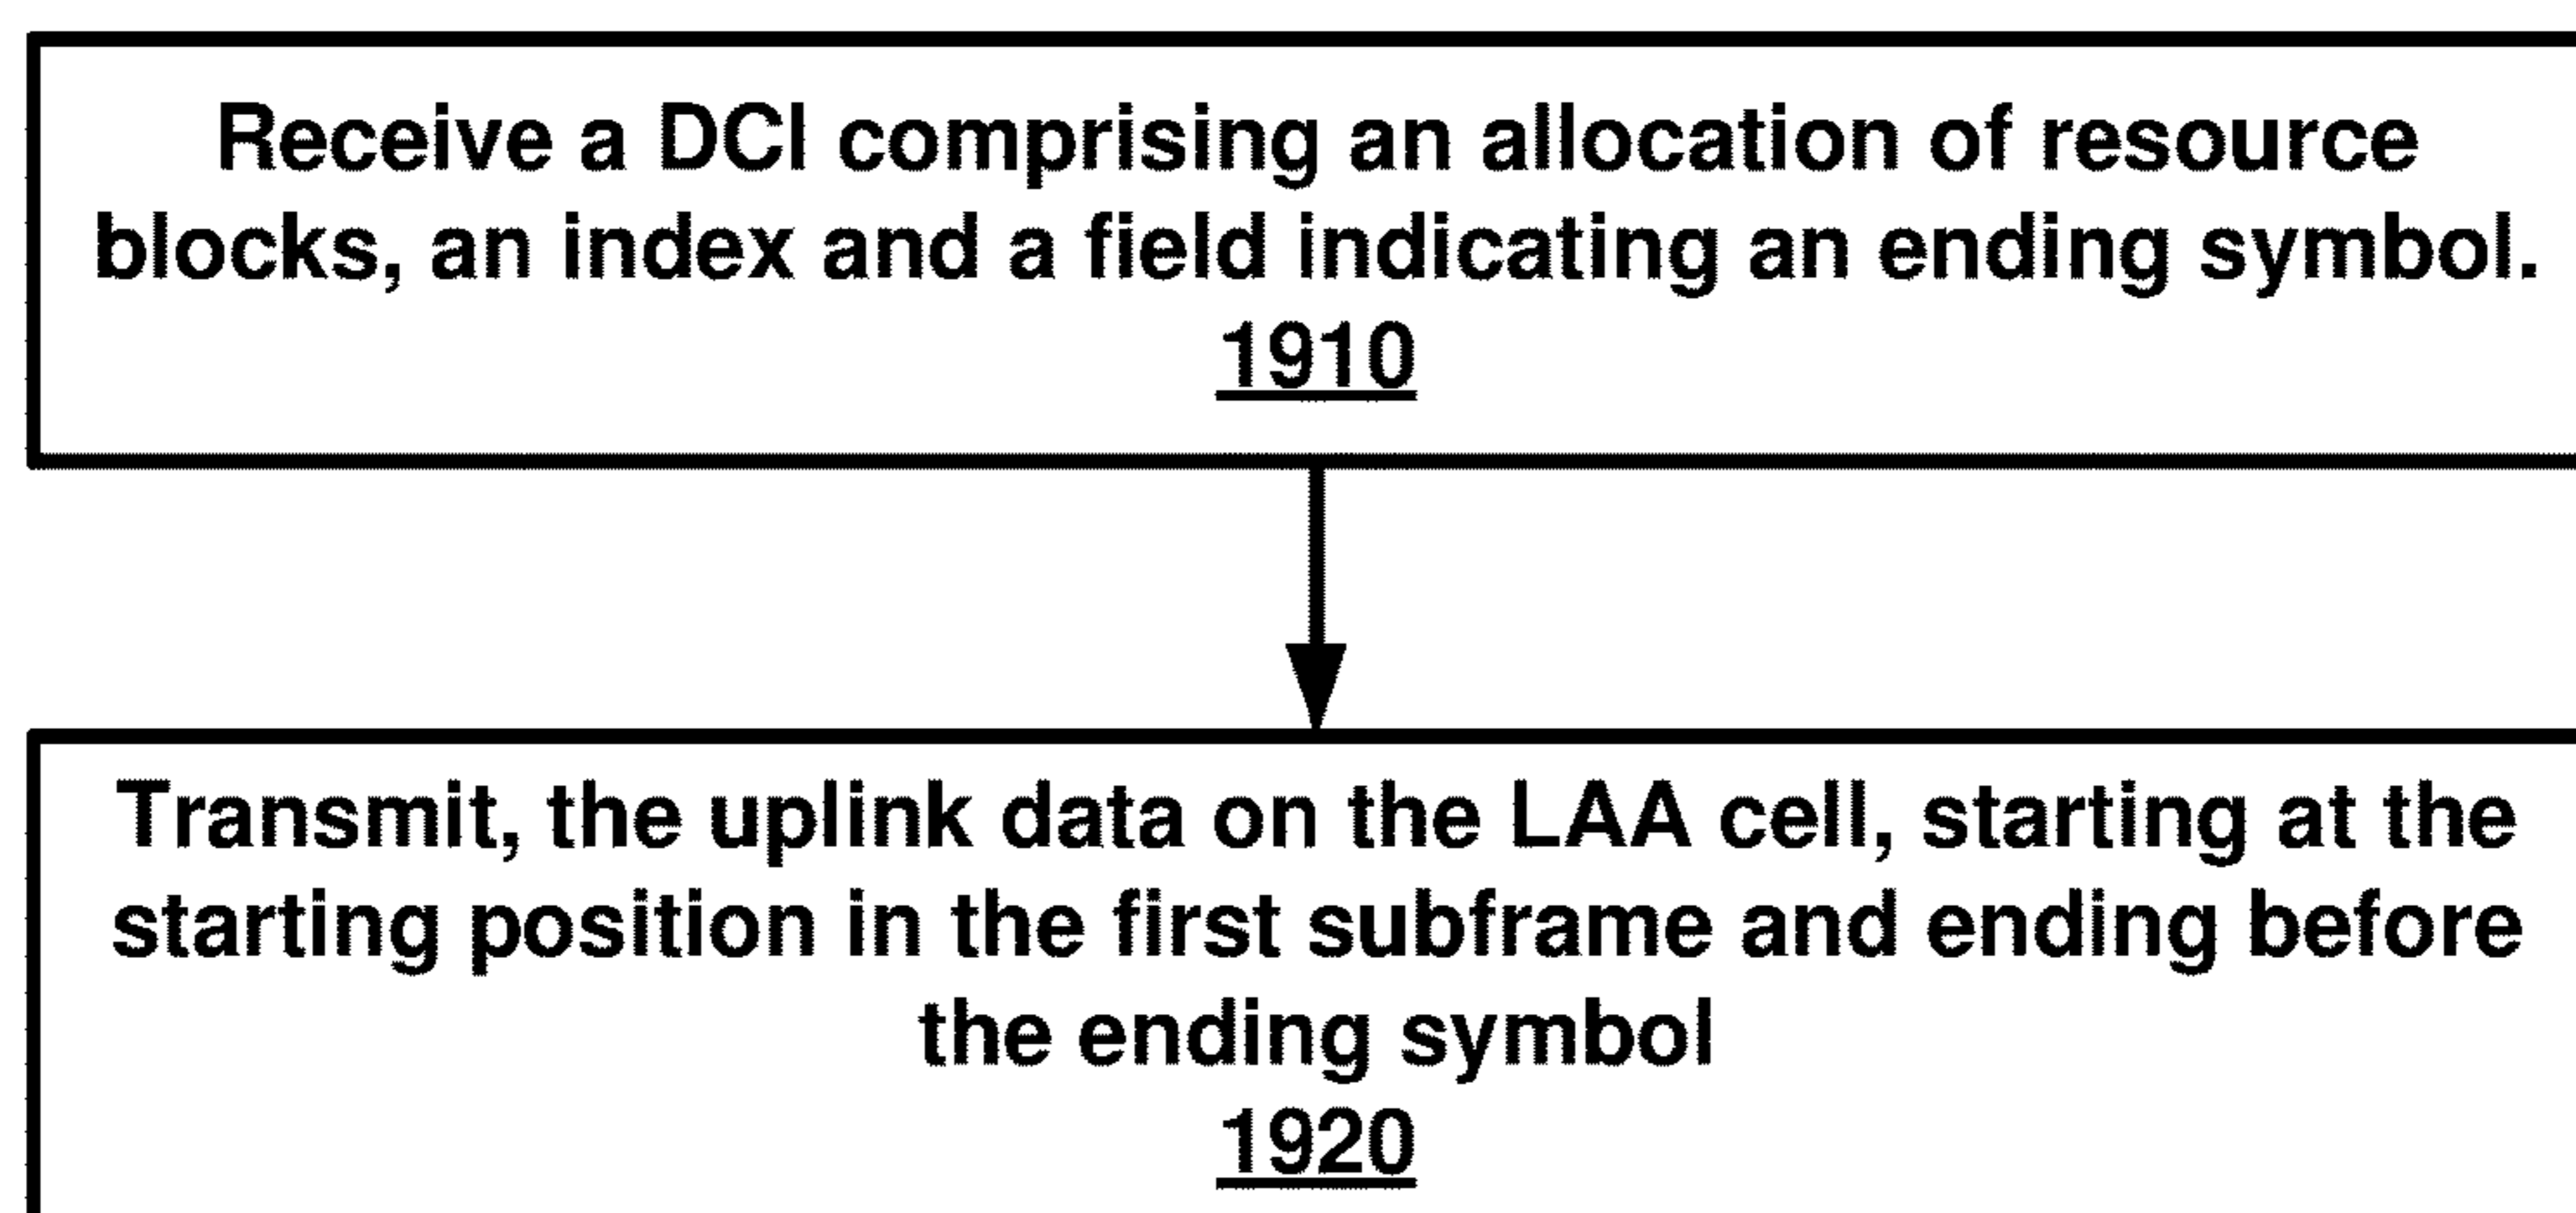 Receive a DCI comprising an allocation of resource
blocks, an index and a field indicating an ending symbol.
1910
Transmit, the uplink data on the LAA cell, starting at the
starting position in the first subframe and ending before
the ending symbol
1920